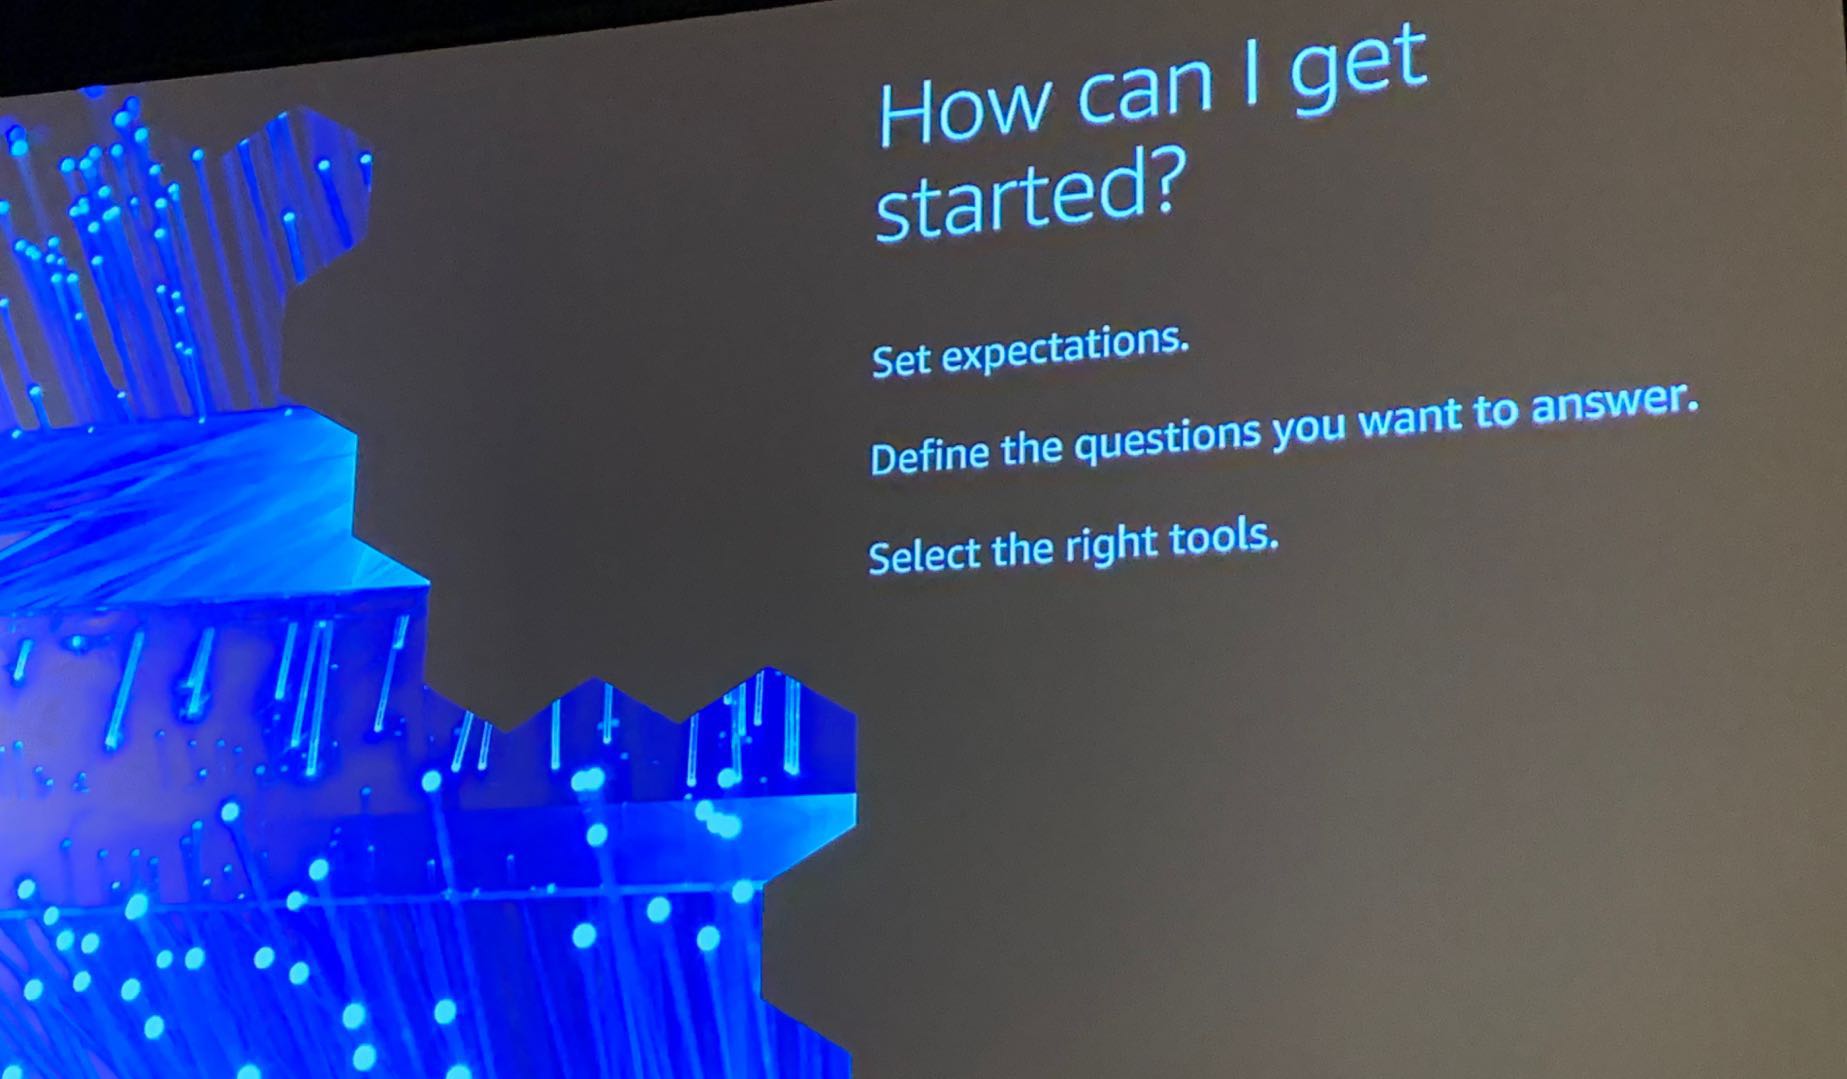 How can I get
started?
Set expectations.
Define the questions you want to answer.
Select the right tools.